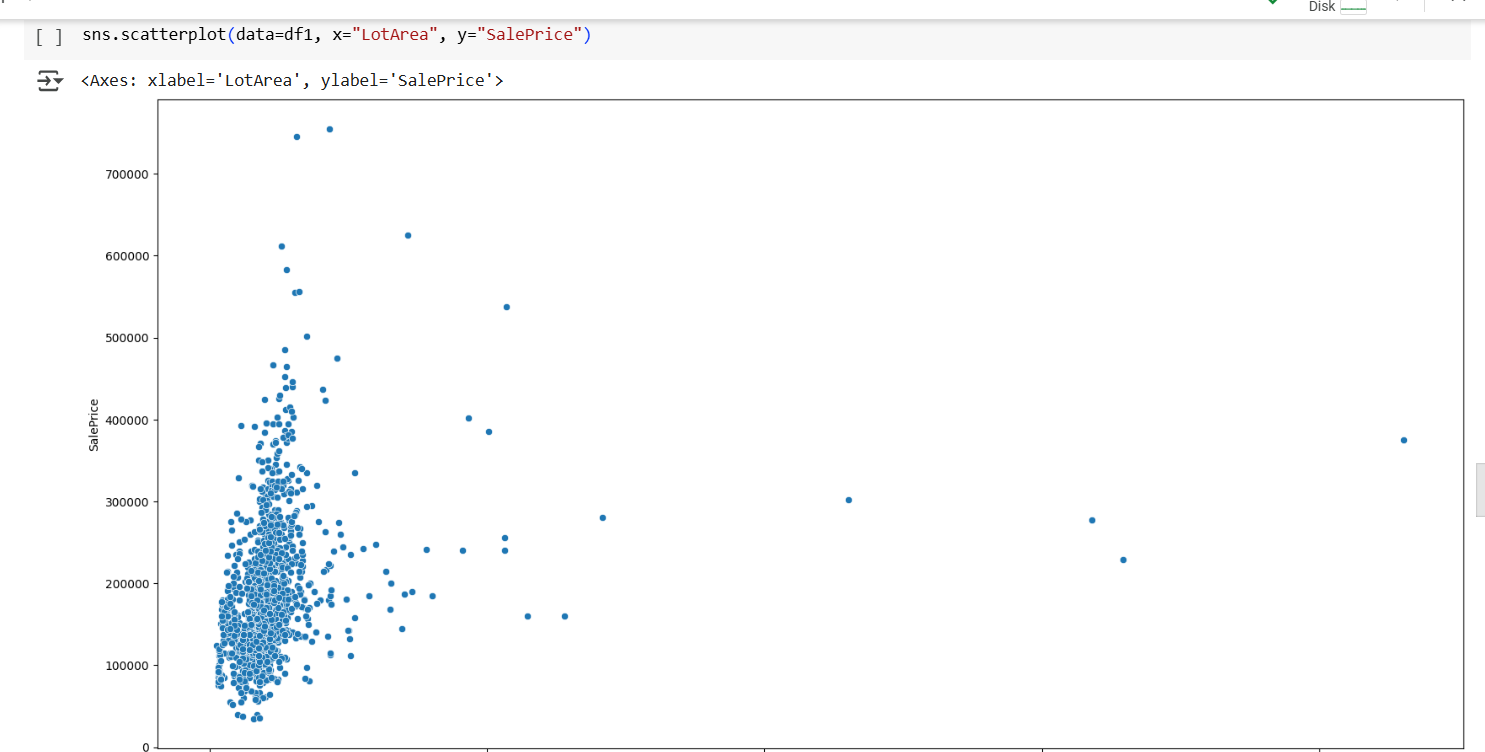 Disk
[ ] sns.scatterplot(data=df1, x="LotArea", y="SalePrice")
<Axes: xlabel='LotArea', ylabel='SalePrice'>
700000
600000
500000
400000
300000
200000
100000
0
SalePrice